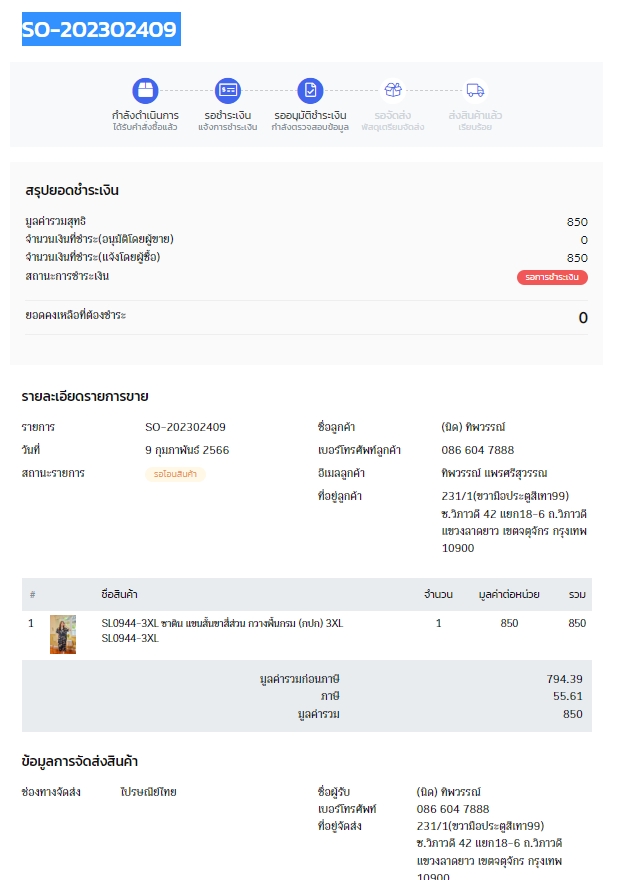 SO-202302409
กำลังดำเนินการ
ได้รับคำสั่งซื้อแล้ว
รอชำระเงิน
แจ้งการชำระเงิน
รออนุมัติชำระเงิน
กำลังตรวจสอบข้อมูล
รอจัดส่ง
พัสดุเตรียมจัดส่ง
ส่งสินค้าแล้ว
เรียบร้อย
สรุปยอดชำระเงิน
มูลค่ารวมสุทธิ 850
จำนวนเงินที่ชำระ(อนุมัติโดยผู้ขาย) 0
จำนวนเงินที่ชำระ(แจ้งโดยผู้ซื้อ) 850
สถานะการชำระเงิน รอการชำระเงิน
ยอดคงเหลือที่ต้องชำระ 0
รายละเอียดรายการขาย
รายการ SO-202302409
วันที่ 9 กุมภาพันธ์ 2566
สถานะรายการ รอโอนสินค้า
ชื่อลูกค้า (นิด) ทิพวรรณ์
เบอร์โทรศัพท์ลูกค้า 086 604 7888
อีเมลลูกค้า ทิพวรรณ์ แพรศรีสุวรรณ
ที่อยู่ลูกค้า 231/1(ขวามือประตูสีเทา99)
ซ.วิภาวดี 42 แยก18-6 ถ.วิภาวดี
แขวงลาดยาว เขตจตุจักร กรุงเทพ
10900
# ชื่อสินค้า จำนวน มูลค่าต่อหน่วย รวม
1 SL0944-3XL ซาติน แขนสั้นขาสี่ส่วน กวางพื้นกรม (กปก) 3XL 1 850 850
SL0944-3XL
มูลค่ารวมก่อนภาษี 794.39
ภาษี 55.61
มูลค่ารวม 850
ข้อมูลการจัดส่งสินค้า
ช่องทางจัดส่ง ไปรษณีย์ไทย
ชื่อผู้รับ (นิด) ทิพวรรณ์
เบอร์โทรศัพท์ 086 604 7888
ที่อยู่จัดส่ง 231/1(ขวามือประตูสีเทา99)
ซ.วิภาวดี 42 แยก18-6 ถ.วิภาวดี
แขวงลาดยาว เขตจตุจักร กรุงเทพ
10900